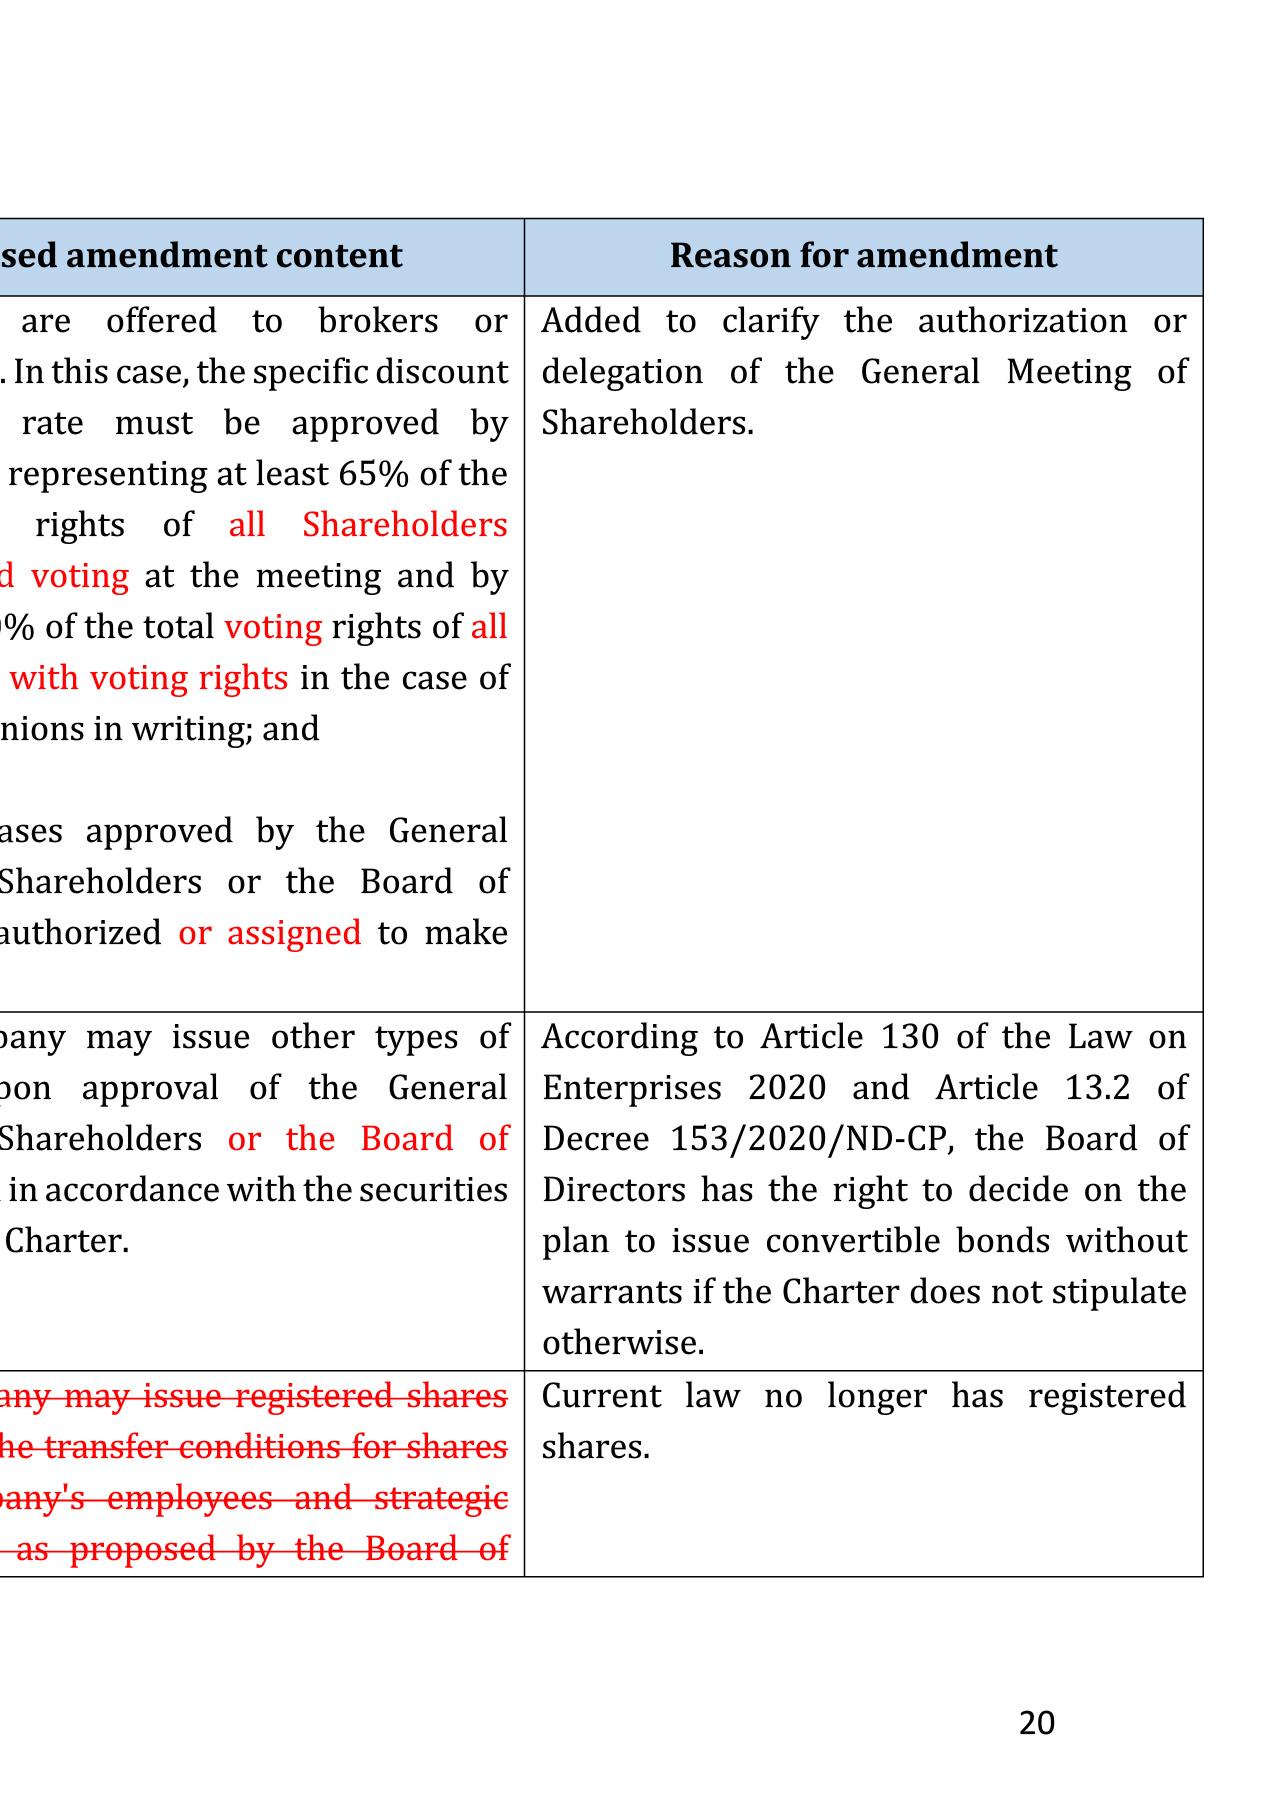 sed amendment content
Reason for amendment
are offered to brokers or
. In this case, the specific discount
rate must be approved by
representing at least 65% of the
rights of all Shareholders
d voting at the meeting and by
% of the total voting rights of all
with voting rights in the case of
nions in writing; and
ases approved by the General
Shareholders or the Board of
authorized or assigned to make
Added to clarify the authorization or
delegation of the General Meeting of
Shareholders.
pany may issue other types of
pon approval of the General
Shareholders or the Board of
in accordance with the securities
Charter.
According to Article 130 of the Law on
Enterprises 2020 and Article 13.2 of
Decree 153/2020/ND-CP, the Board of
Directors has the right to decide on the
plan to issue convertible bonds without
warrants if the Charter does not stipulate
otherwise.
any may issue registered shares
he transfer conditions for shares
pany's employees and strategic
as proposed by the Board of
Current law no longer has registered
shares.
20